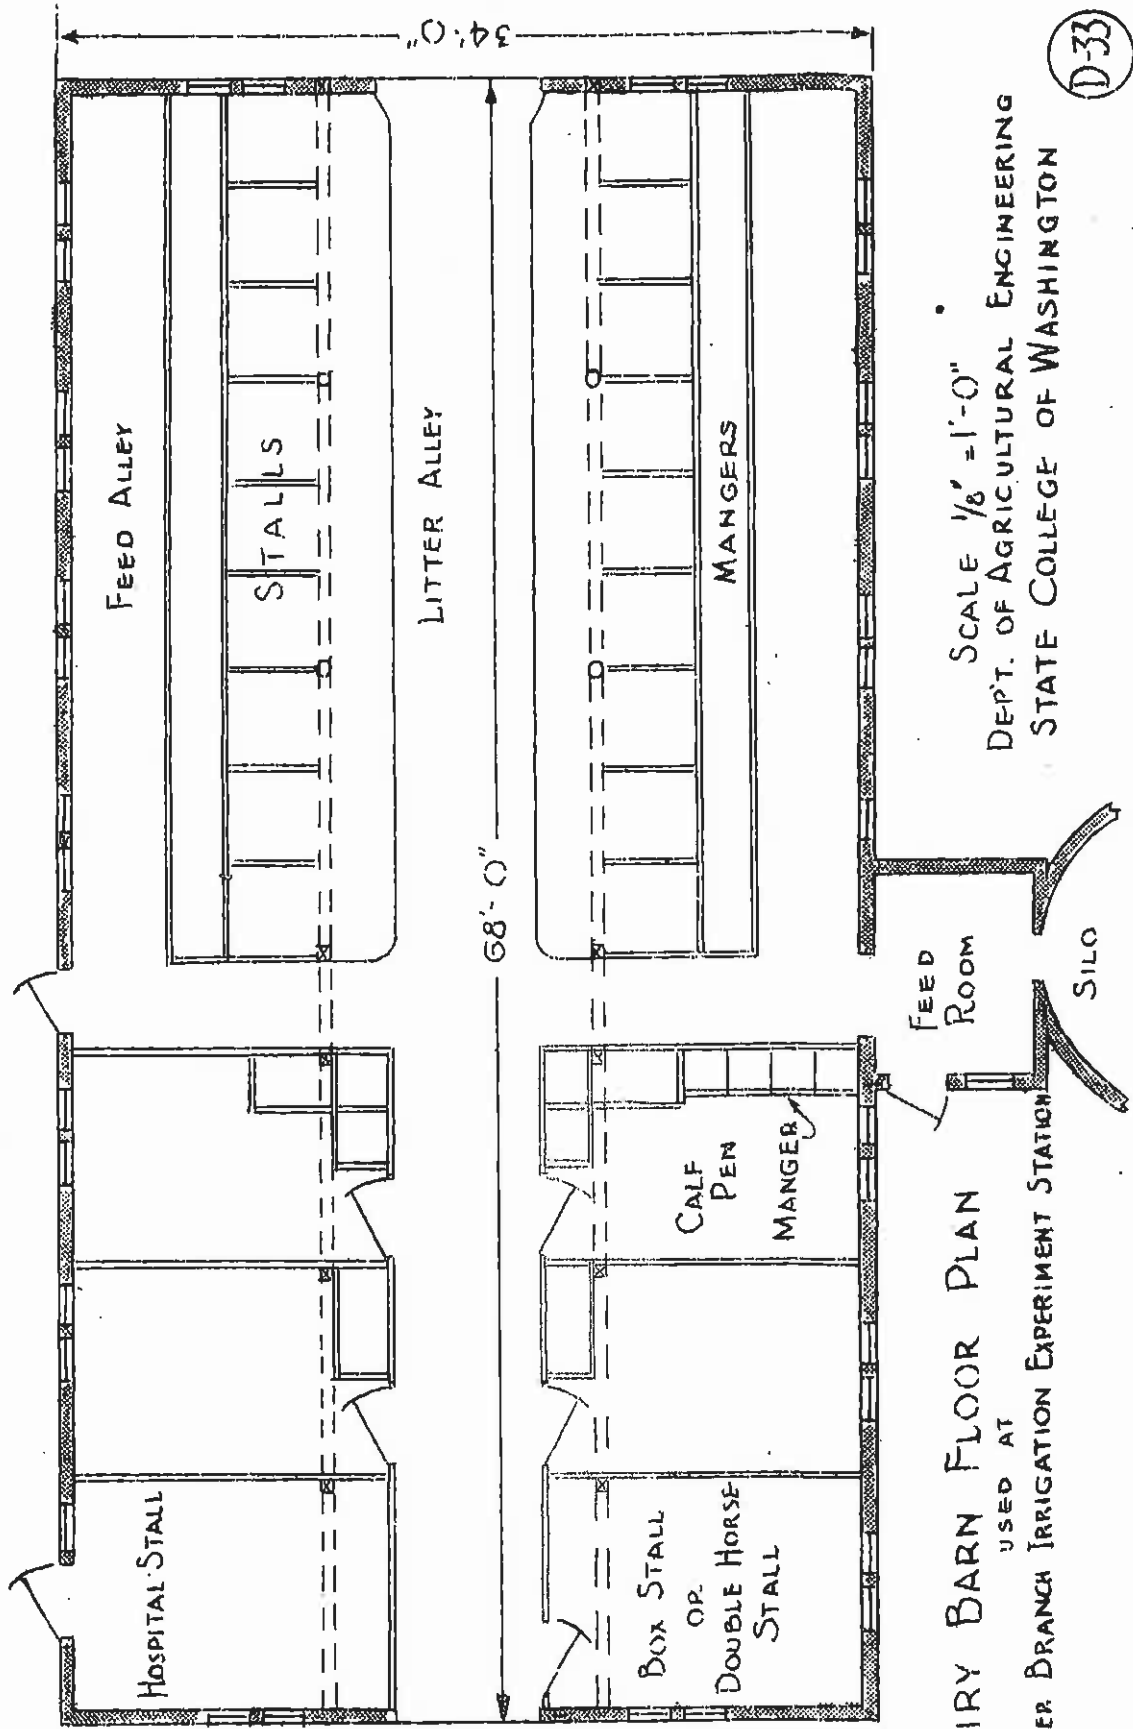 34'-0"
FEED ALLEY
STALLS
LITTER ALLEY
68'-0"
MANGERS
HOSPITAL STALL
BOX STALL
OR
DOUBLE HORSE
STALL
CALF
PEN
MANGER
FEED
ROOM
SILO
IRY BARN FLOOR PLAN
USED AT
ER BRANCH IRRIGATION EXPERIMENT STATION
SCALE 1/8" = 1'-0"
DEP'T. OF AGRICULTURAL ENGINEERING
STATE COLLEGE OF WASHINGTON
D-33